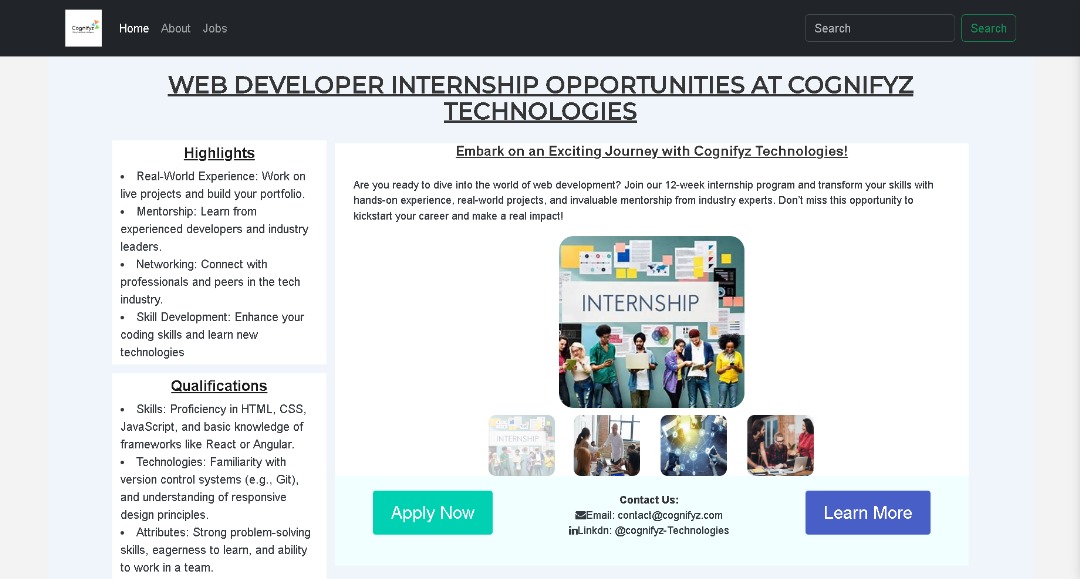 Cognifyz
Home About Jobs
Search
Search
WEB DEVELOPER INTERNSHIP OPPORTUNITIES AT COGNIFYZ
TECHNOLOGIES
Highlights
• Real-World Experience: Work on
live projects and build your portfolio.
• Mentorship: Learn from
experienced developers and industry
leaders.
• Networking: Connect with
professionals and peers in the tech
industry.
• Skill Development: Enhance your
coding skills and learn new
technologies
Qualifications
• Skills: Proficiency in HTML, CSS,
JavaScript, and basic knowledge of
frameworks like React or Angular.
• Technologies: Familiarity with
version control systems (e.g., Git),
and understanding of responsive
design principles.
• Attributes: Strong problem-solving
skills, eagerness to learn, and ability
to work in a team.
Embark on an Exciting Journey with Cognifyz Technologies!
Are you ready to dive into the world of web development? Join our 12-week internship program and transform your skills with
hands-on experience, real-world projects, and invaluable mentorship from industry experts. Don't miss this opportunity to
kickstart your career and make a real impact!
INTERNSHIP
INTERNSHIP
Apply Now
Contact Us:
Email: contact@cognifyz.com
Linkdn: @cognifyz-Technologies
Learn More